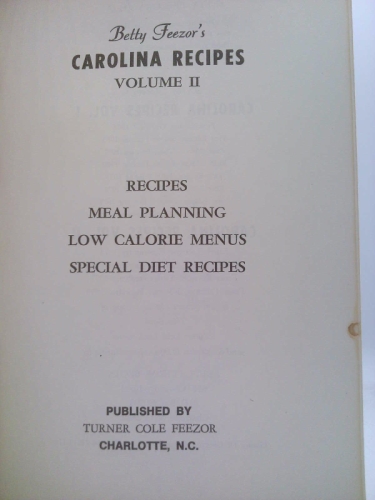 Betty Feezor's
CAROLINA RECIPES
VOLUME II
RECIPES
MEAL PLANNING
LOW CALORIE MENUS
SPECIAL DIET RECIPES
PUBLISHED BY
TURNER COLE FEEZOR
CHARLOTTE, N.C.